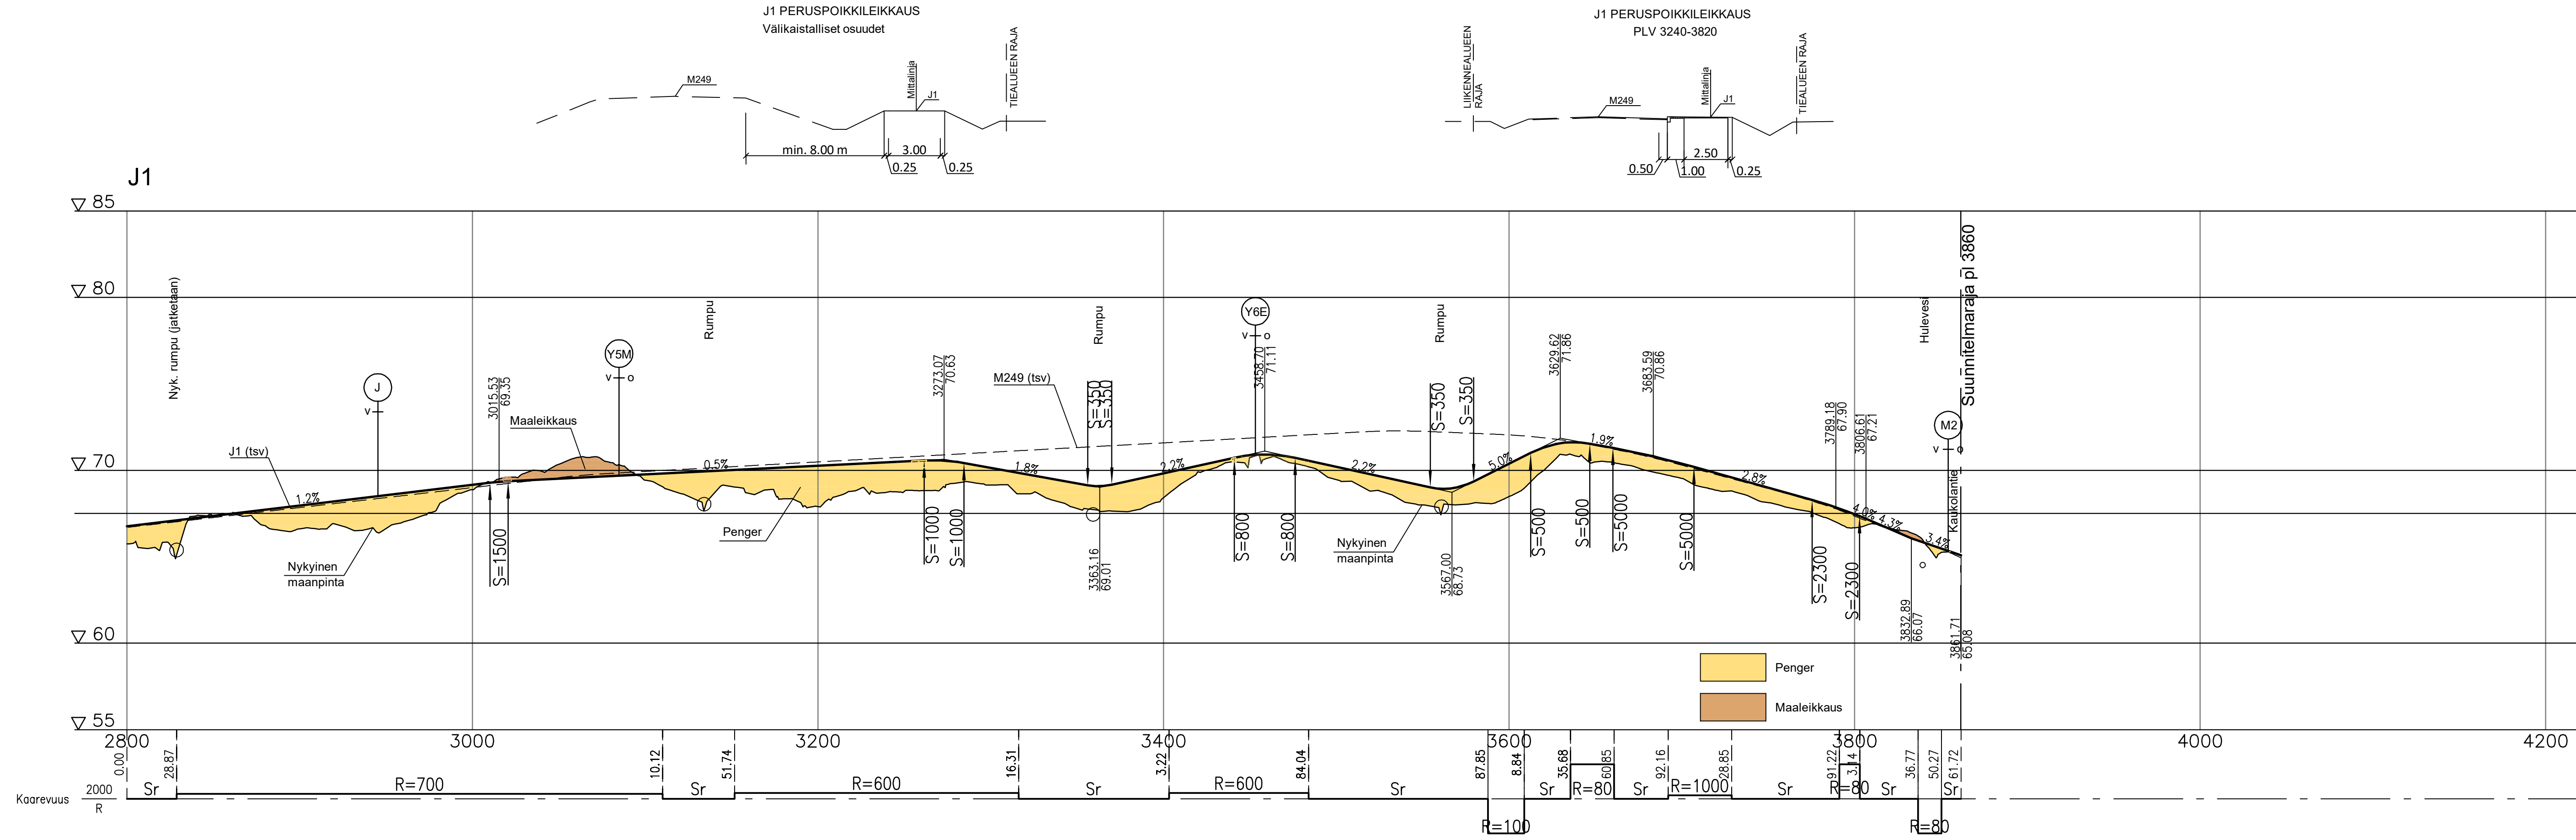 J1 PERUSPOIKKILEIKKAUS
Välikaistalliset osuudet
TIEALUEEN RAJA
Mittalinja
M249
J1
min. 8.00 m
3.00
0.25
0.25
J1 PERUSPOIKKILEIKKAUS
PLV 3240-3820
LIIKENNEALUEEN
RAJA
TIEALUEEN RAJA
Mittalinja
M249
J1
2.50
0.50
1.00
0.25
J1
85
80
70
60
55
Nyk. rumpu (jatketaan)
J1 (tsv)
1.2%
J
v
Nykyinen
maanpinta
3015.53
69.35
S=1500
Maaleikkaus
Y5M
v o
Rumpu
0.5%
Penger
3273.07
70.63
S=1000
S=1000
M249 (tsv)
1.8%
Rumpu
S=350
S=350
3363.16
69.01
2.2%
Y6E
v o
3458.70
71.11
S=800
S=800
2.2%
Nykyinen
maanpinta
Rumpu
S=350
S=350
3567.00
68.73
5.0%
S=500
3629.62
71.86
1.9%
S=500
S=5000
3683.59
70.86
S=5000
2.8%
3789.18
67.90
3806.61
67.21
S=2300
S=2300
4.0%
4.3%
3.4%
Hulevesi
M2
v o
Kaukolantie
Suunnitelmaraja pl 3860
3832.89
66.07
3861.71
65.08
Penger
Maaleikkaus
2800
3000
3200
3400
3600
3800
4000
4200
0.00
28.87
10.12
51.74
16.31
3.22
84.04
87.85
8.84
35.68
60.85
92.16
28.85
91.22
3.14
36.77
50.27
61.72
Kaarevuus
2000
R
Sr
R=700
Sr
R=600
Sr
R=600
Sr
R=100
Sr
R=80
Sr
R=1000
Sr
R=80
Sr
R=80
Sr